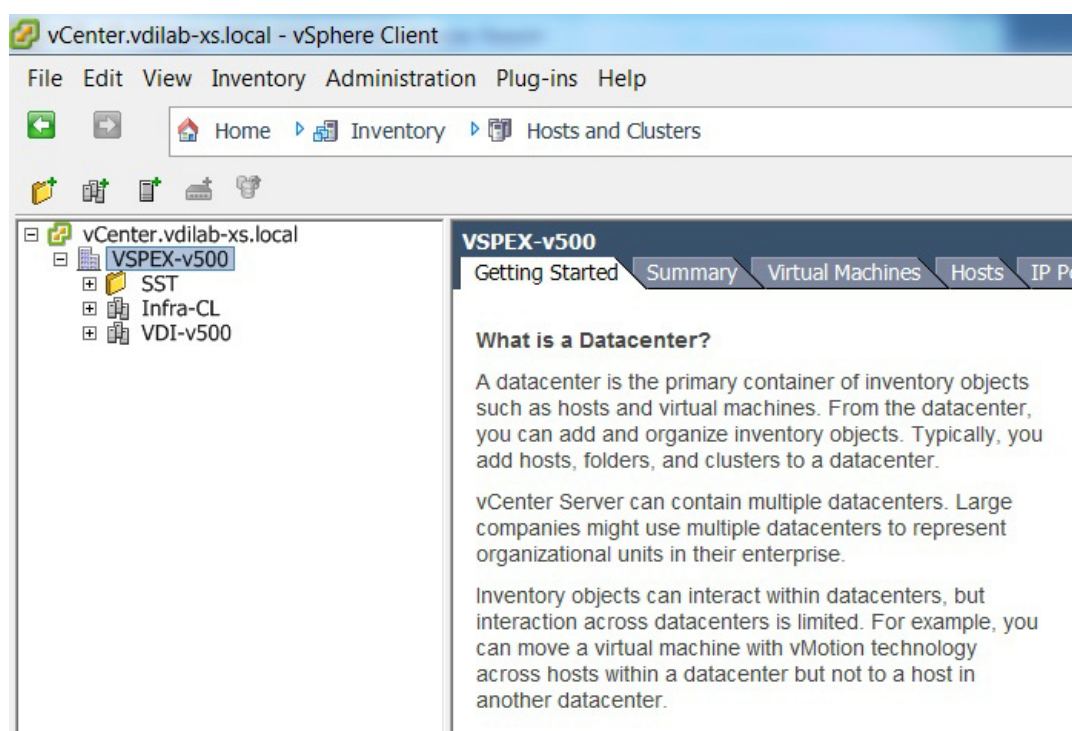 vCenter.vdilab-xs.local - vSphere Client
File Edit View Inventory Administration Plug-ins Help
Home Inventory Hosts and Clusters
vCenter.vdilab-xs.local
VSPEX-v500
SST
Infra-CL
VDI-v500
VSPEX-v500
Getting Started Summary Virtual Machines Hosts IP P
What is a Datacenter?
A datacenter is the primary container of inventory objects
such as hosts and virtual machines. From the datacenter,
you can add and organize inventory objects. Typically, you
add hosts, folders, and clusters to a datacenter.
vCenter Server can contain multiple datacenters. Large
companies might use multiple datacenters to represent
organizational units in their enterprise.
Inventory objects can interact within datacenters, but
interaction across datacenters is limited. For example, you
can move a virtual machine with vMotion technology
across hosts within a datacenter but not to a host in
another datacenter.